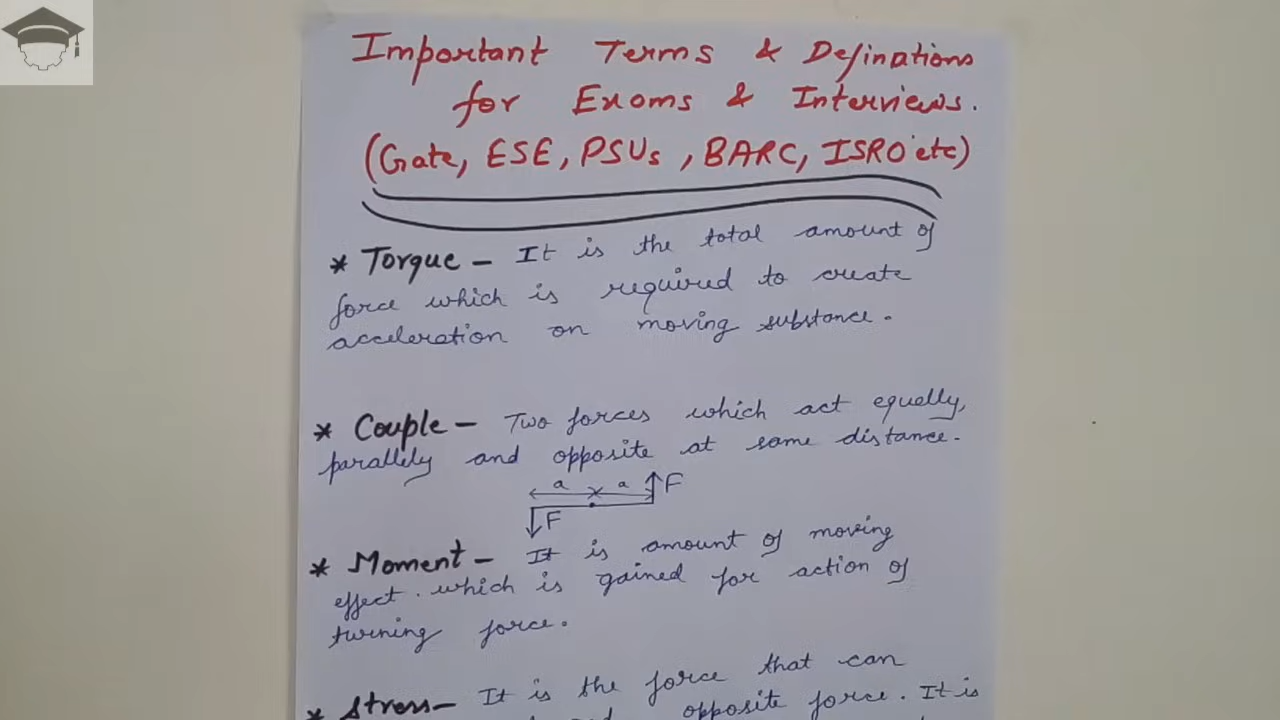 Important Terms & Definations
for Exams & Interviews.
(Gate, ESE, PSUs, BARC, ISRO etc)
* Torque - It is the total amount of
force which is required to create
acceleration on moving substance.
* Couple - Two forces which act equelly,
parallely and opposite at same distance.
a a F
F
* Moment - It is amount of moving
effect. which is gained for action of
turning force.
* Stress - It is the force that can
opposite force. It is